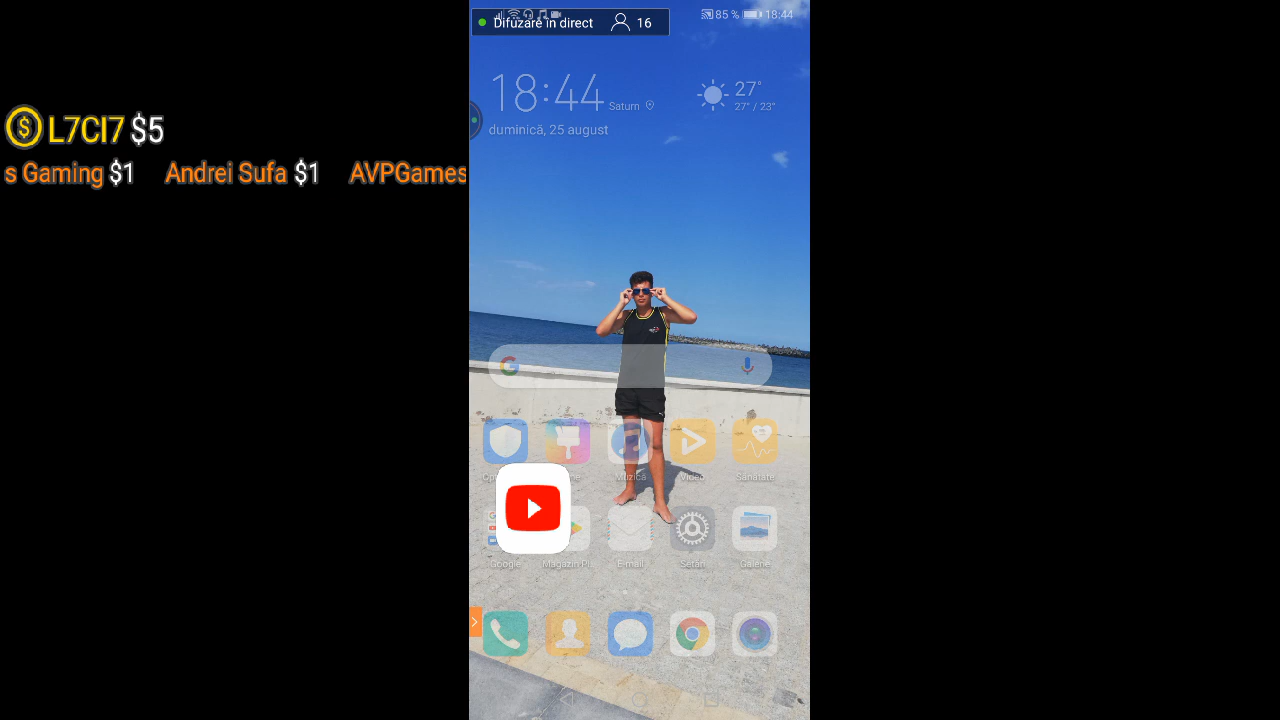 Difuzare în direct 16
85 % 18:44
18:44 Saturn
27°
27° / 23°
duminică, 25 august
L7CI7 $5
s Gaming $1 Andrei Sufa $1 AVPGames
Muzică Video Sănătate
Google Magazin Pl.. E-mail Setări Galerie